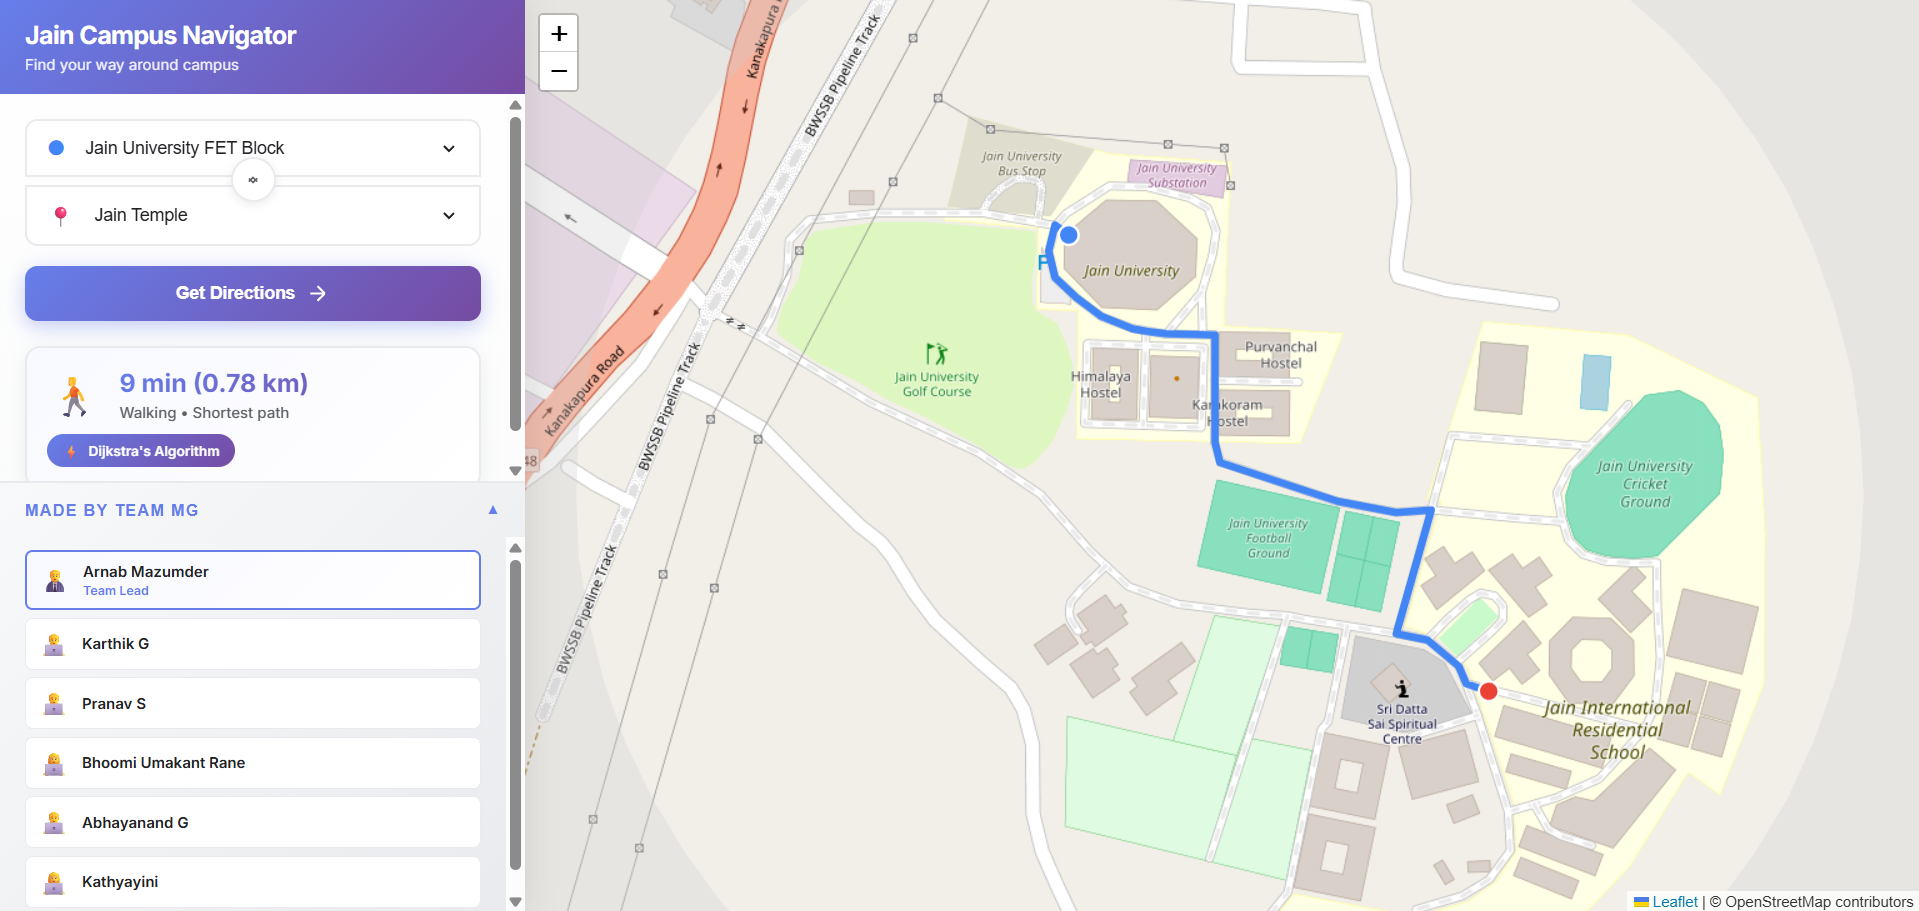 Jain Campus Navigator
Find your way around campus
Jain University FET Block
Jain Temple
Get Directions →
9 min (0.78 km)
Walking • Shortest path
Dijkstra's Algorithm
MADE BY TEAM MG
▲
Arnab Mazumder
Team Lead
Karthik G
Pranav S
Bhoomi Umakant Rane
Abhayanand G
Kathyayini
+
−
Kanakapura
BWSSB Pipeline Track
Jain University
Bus Stop
Jain University
Substation
P
Jain University
Jain University
Golf Course
Himalaya
Hostel
Purvanchal
Hostel
Karakoram
Hostel
Kanakapura Road
BWSSB Pipeline Track
48
Jain University
Cricket
Ground
Jain University
Football
Ground
BWSSB Pipeline Track
Sri Datta
Sai Spiritual
Centre
Jain International
Residential
School
Leaflet | © OpenStreetMap contributors